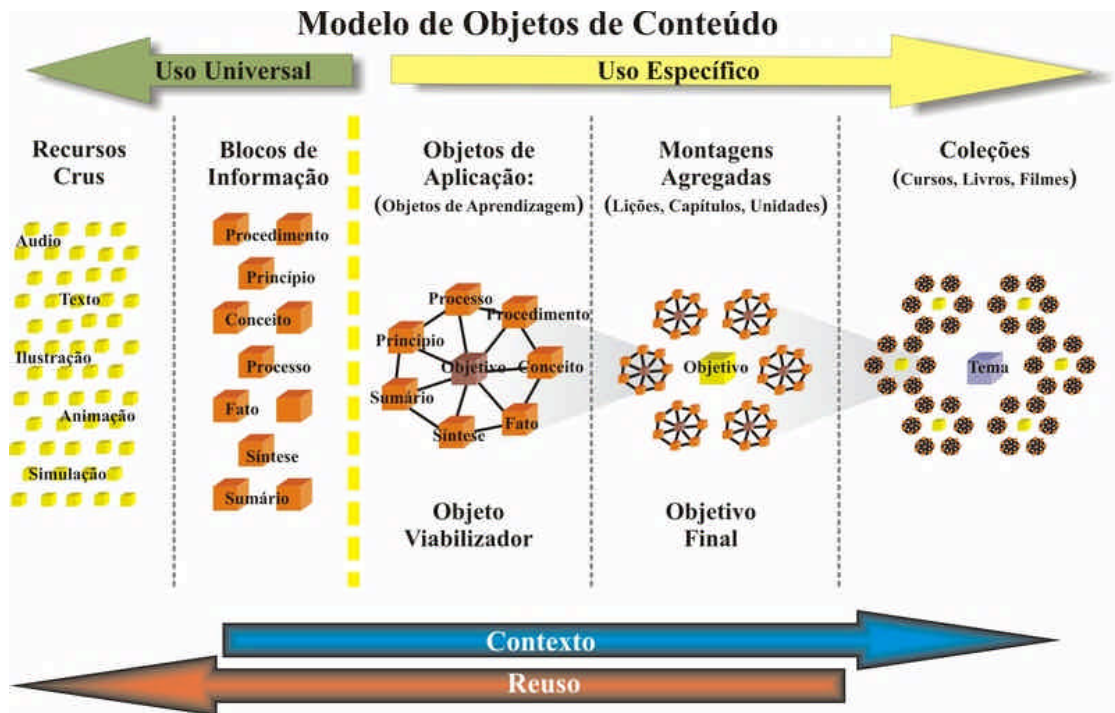 Modelo de Objetos de Conteúdo
Uso Universal
Uso Específico
Recursos
Crus
Blocos de
Informação
Objetos de
Aplicação:
(Objetos de Aprendizagem)
Montagens
Agregadas
(Lições, Capítulos, Unidades)
Coleções
(Cursos, Livros, Filmes)
Áudio
Texto
Ilustração
Animação
Simulação
Procedimento
Princípio
Conceito
Processo
Fato
Síntese
Sumário
Processo
Procedimento
Princípio
Objetivo
Conceito
Sumário
Síntese
Fato
Objetivo
Tema
Objeto
Viabilizador
Objetivo
Final
Contexto
Reuso